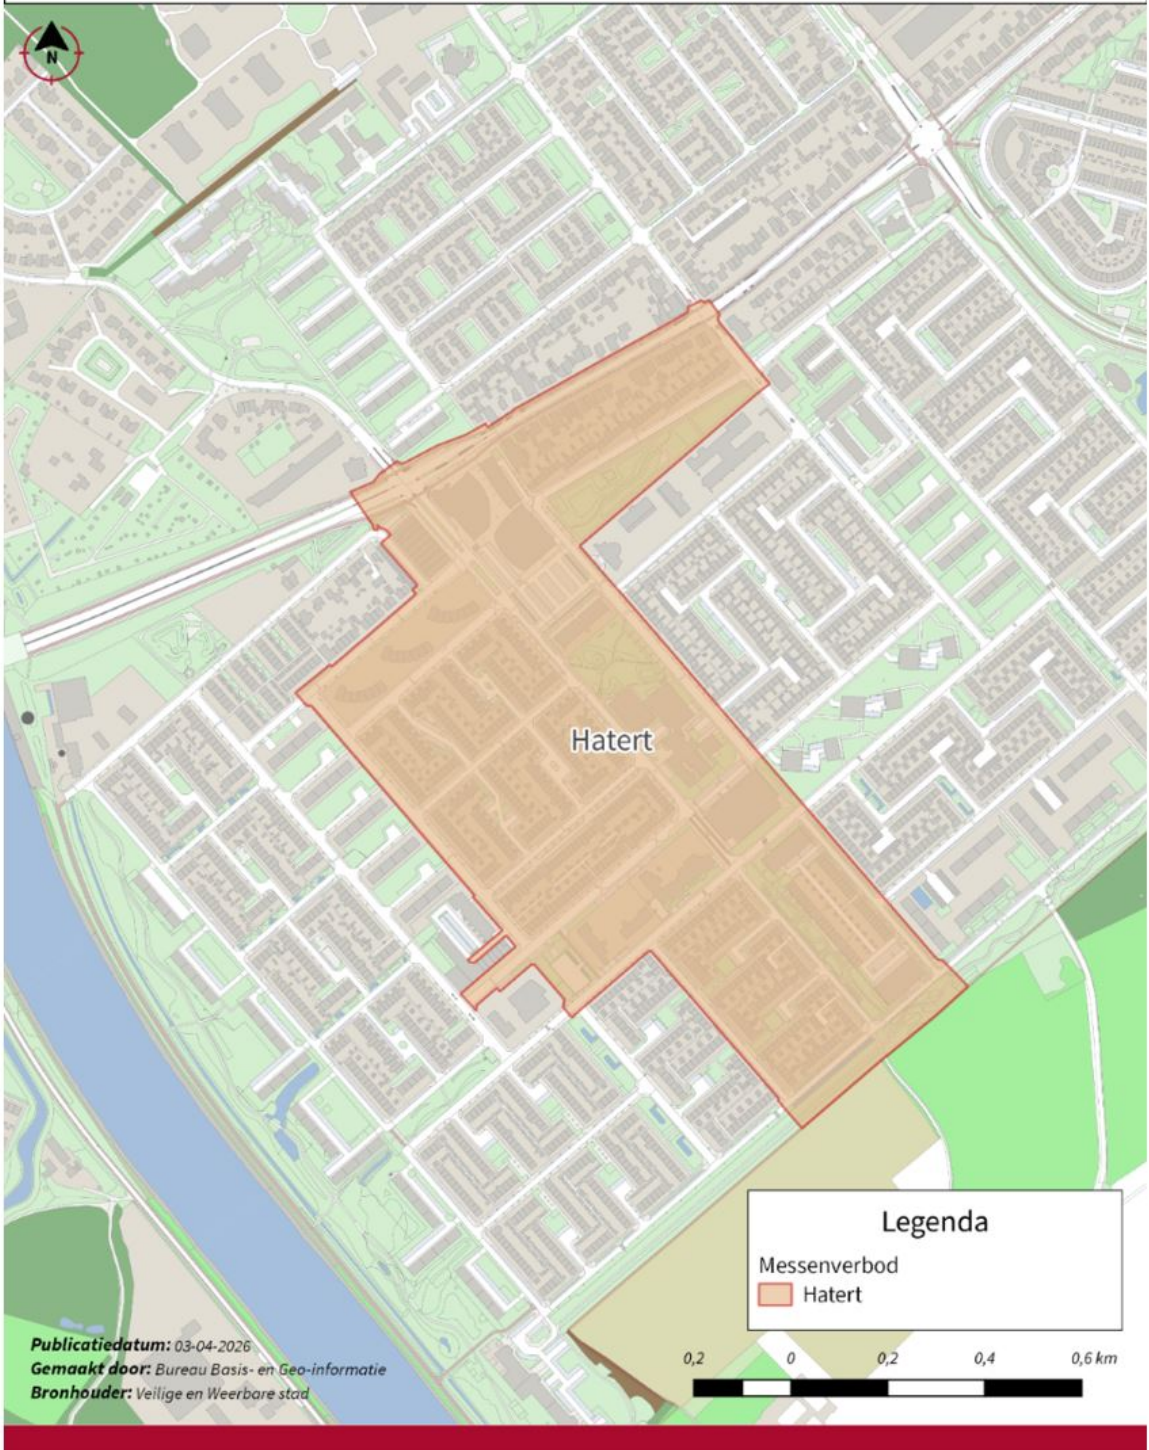 N
Hatert
Legenda
Messenverbod
Hatert
Publicatiedatum: 03-04-2026
Gemaakt door: Bureau Basis- en Geo-informatie
Bronhouder: Veilige en Weerbare stad
0,2 0 0,2 0,4 0,6 km